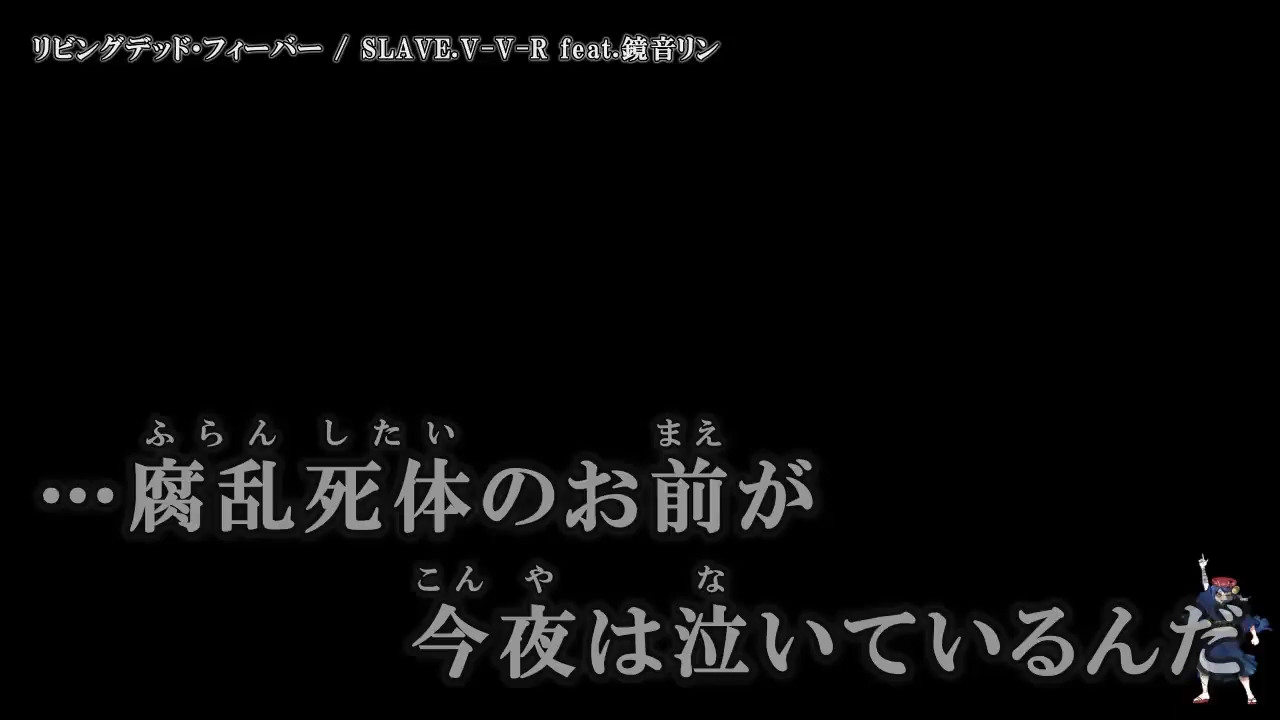 リビングデッド・フィーバー / SLAVE.V-V-R feat.鏡音リン
ふらん したい まえ
…腐乱死体のお前が
こん や な
今夜は泣いているんだ